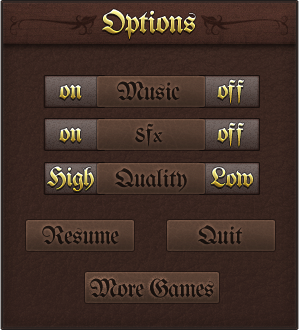 Options
on Music off
on Sfx off
High Quality Low
Resume Quit
More Games